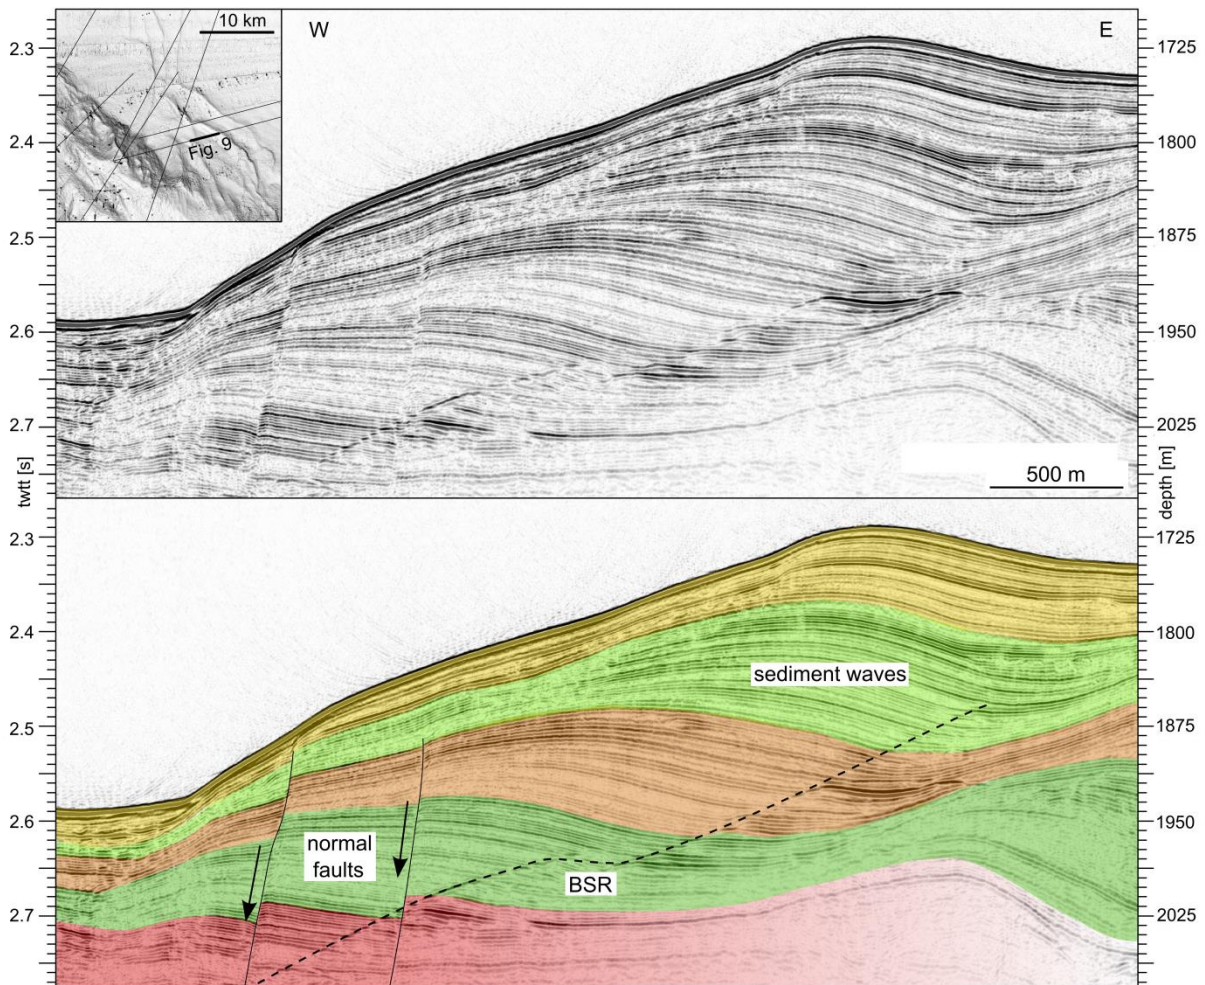 10 km
Fig. 9
W
E
2.3
2.4
2.5
2.6
2.7
twtt [s]
1725
1800
1875
1950
2025
depth [m]
500 m
2.3
2.4
2.5
2.6
2.7
1725
1800
1875
1950
2025
sediment waves
normal
faults
BSR